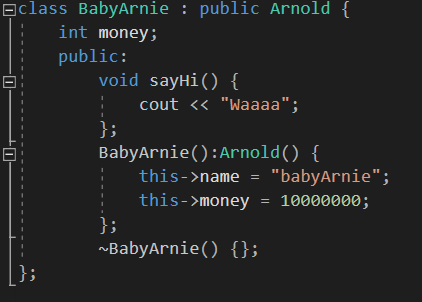 class BabyArnie : public Arnold {
    int money;
    public:
        void sayHi() {
            cout << "Waaaa";
        };
        BabyArnie():Arnold() {
            this->name = "babyArnie";
            this->money = 10000000;
        };
        ~BabyArnie() {};
};